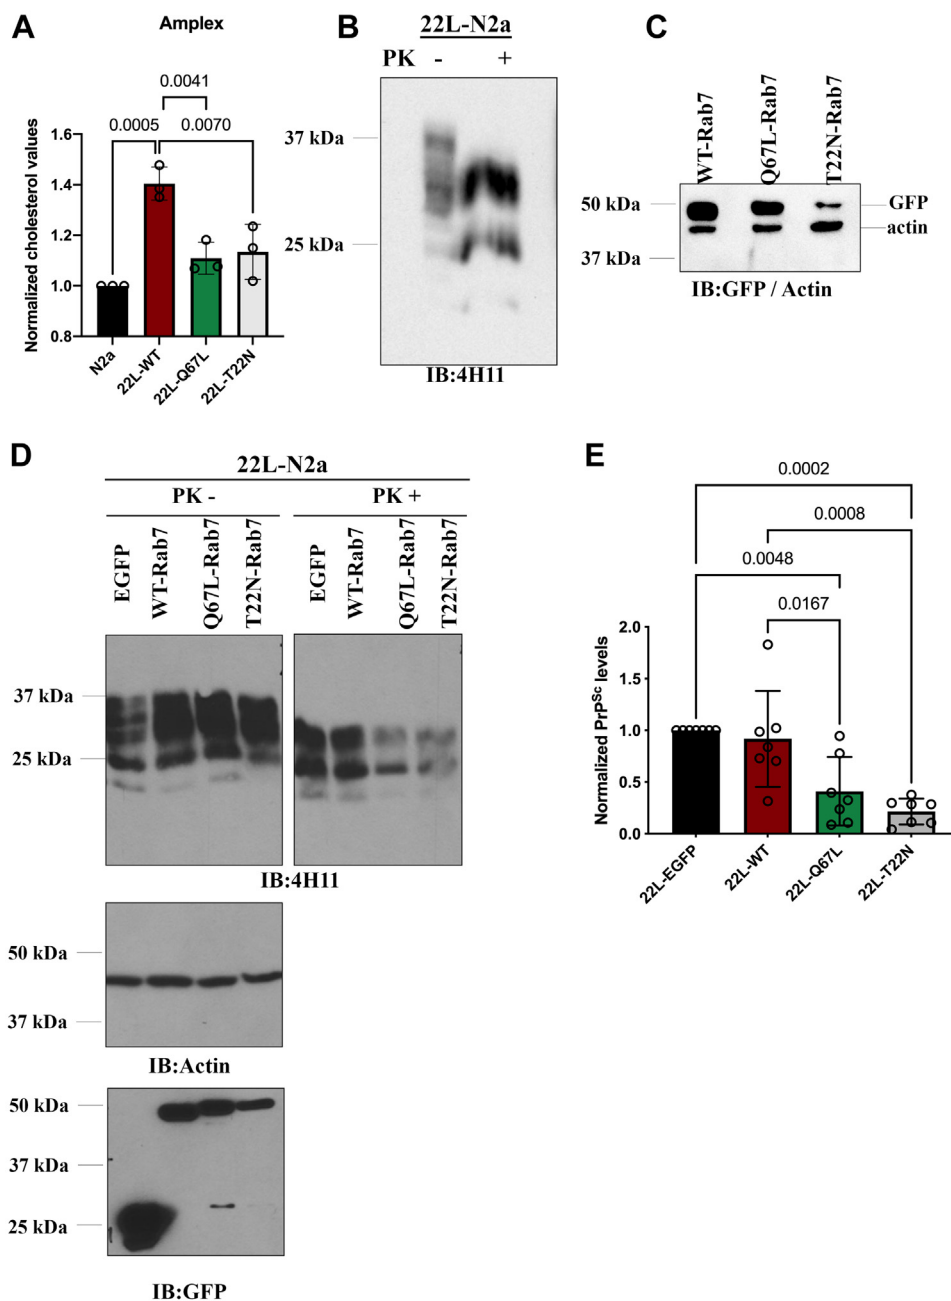 A
Amplex
0.0041
0.0005
0.0070
Normalized cholesterol values
1.6
1.4
1.2
1.0
0.8
N2a
22L-WT
22L-Q67L
22L-T22N
B
22L-N2a
PK - +
37 kDa
25 kDa
IB:4H11
C
WT-Rab7
Q67L-Rab7
T22N-Rab7
50 kDa
GFP
actin
37 kDa
IB:GFP / Actin
D
22L-N2a
PK -
PK +
EGFP
WT-Rab7
Q67L-Rab7
T22N-Rab7
EGFP
WT-Rab7
Q67L-Rab7
T22N-Rab7
37 kDa
25 kDa
IB:4H11
50 kDa
37 kDa
IB:Actin
50 kDa
37 kDa
25 kDa
IB:GFP
E
0.0002
0.0008
0.0048
0.0167
Normalized PrPSc levels
2.0
1.5
1.0
0.5
0.0
22L-EGFP
22L-WT
22L-Q67L
22L-T22N